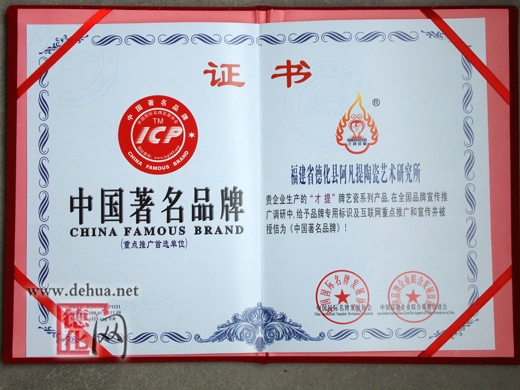 证书
中国著名品牌
TM
ICP
CHINA FAMOUS BRAND
中国著名品牌
CHINA FAMOUS BRAND
(重点推广首选单位)
®
福建省德化县阿凡提陶瓷艺术研究所
贵企业生产的“才提”牌艺瓷系列产品,在全国品牌宣传推
广调研中,给予品牌专用标识及互联网重点推广和宣传并被
授信为《中国著名品牌》!
www.dehua.net
德化网